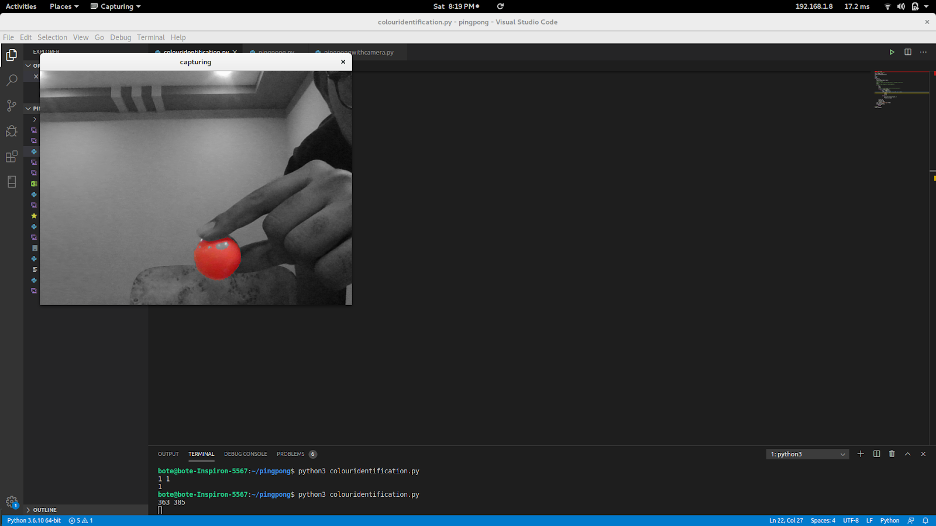 Activities Places Capturing Sat 8:19 PM 192.168.1.8 17.2 ms
colouridentification.py - pingpong - Visual Studio Code
File Edit Selection View Go Debug Terminal Help
colouridentification.py pingpong.py
capturing
OUTPUT TERMINAL DEBUG CONSOLE PROBLEMS 6 1: python3
bote@bote-Inspiron-5567:~/pingpong$ python3 colouridentification.py
1 1
1
bote@bote-Inspiron-5567:~/pingpong$ python3 colouridentification.py
363 385
OUTLINE
Python 3.6.10 64-bit 5 1 Ln 22, Col 27 Spaces: 4 UTF-8 LF Python